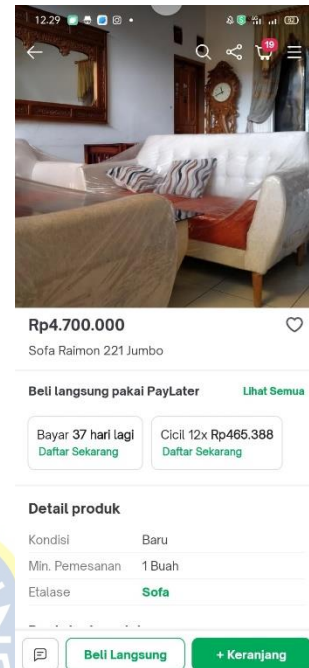 12.29
19
Rp4.700.000
Sofa Raimon 221 Jumbo
Beli langsung pakai PayLater Lihat Semua
Bayar 37 hari lagi Cicil 12x Rp465.388
Daftar Sekarang Daftar Sekarang
Detail produk
Kondisi Baru
Min. Pemesanan 1 Buah
Etalase Sofa
Beli Langsung + Keranjang